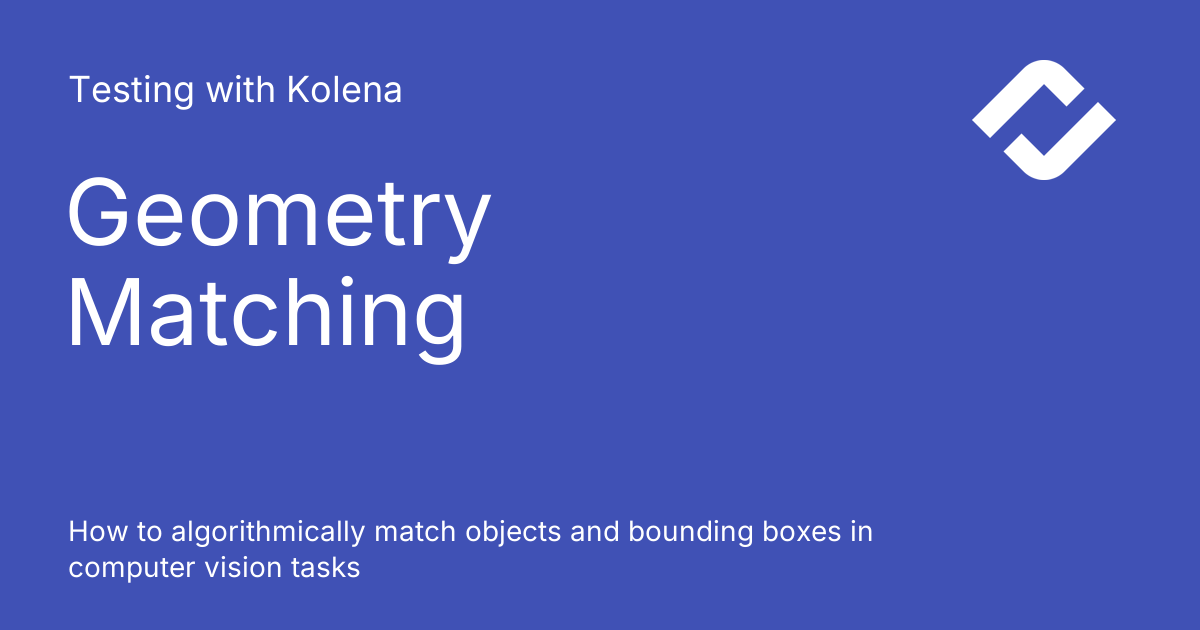 Testing with Kolena
Geometry
Matching
How to algorithmically match objects and bounding boxes in
computer vision tasks